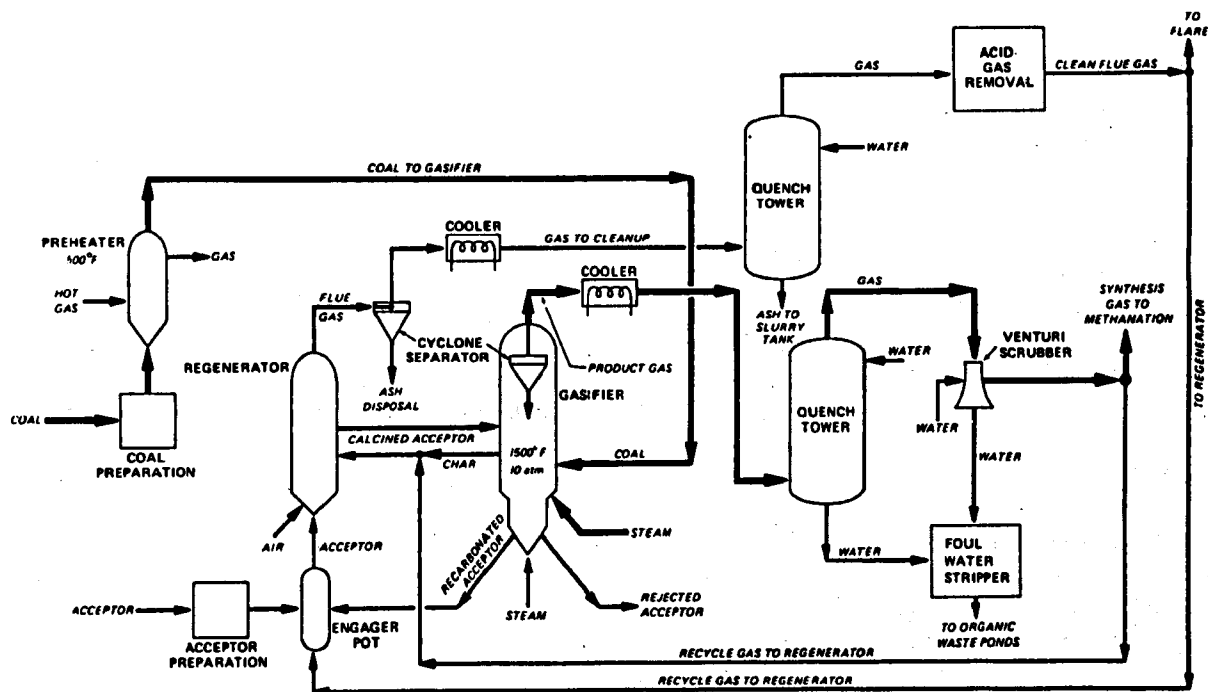 TO
FLARE
ACID-
GAS
REMOVAL
GAS
CLEAN FLUE GAS
WATER
QUENCH
TOWER
COAL TO GASIFIER
COOLER
GAS TO CLEANUP
PREHEATER
GAS
HOT
GAS
COOLER
ASH TO
SLURRY
TANK
GAS
SYNTHESIS
GAS TO
METHANATION
TO REGENERATOR
FLUE
GAS
CYCLONE
SEPARATOR
REGENERATOR
PRODUCT GAS
GASIFIER
ASH
DISPOSAL
WATER
VENTURI
SCRUBBER
QUENCH
TOWER
WATER
COAL
COAL
PREPARATION
CALCINED ACCEPTOR
CHAR
1500°F
10 atm
COAL
WATER
AIR
ACCEPTOR
RECARBONATED
ACCEPTOR
STEAM
WATER
FOUL
WATER
STRIPPER
ACCEPTOR
ACCEPTOR
PREPARATION
ENGAGER
POT
STEAM
REJECTED
ACCEPTOR
TO ORGANIC
WASTE PONDS
RECYCLE GAS TO REGENERATOR
RECYCLE GAS TO REGENERATOR